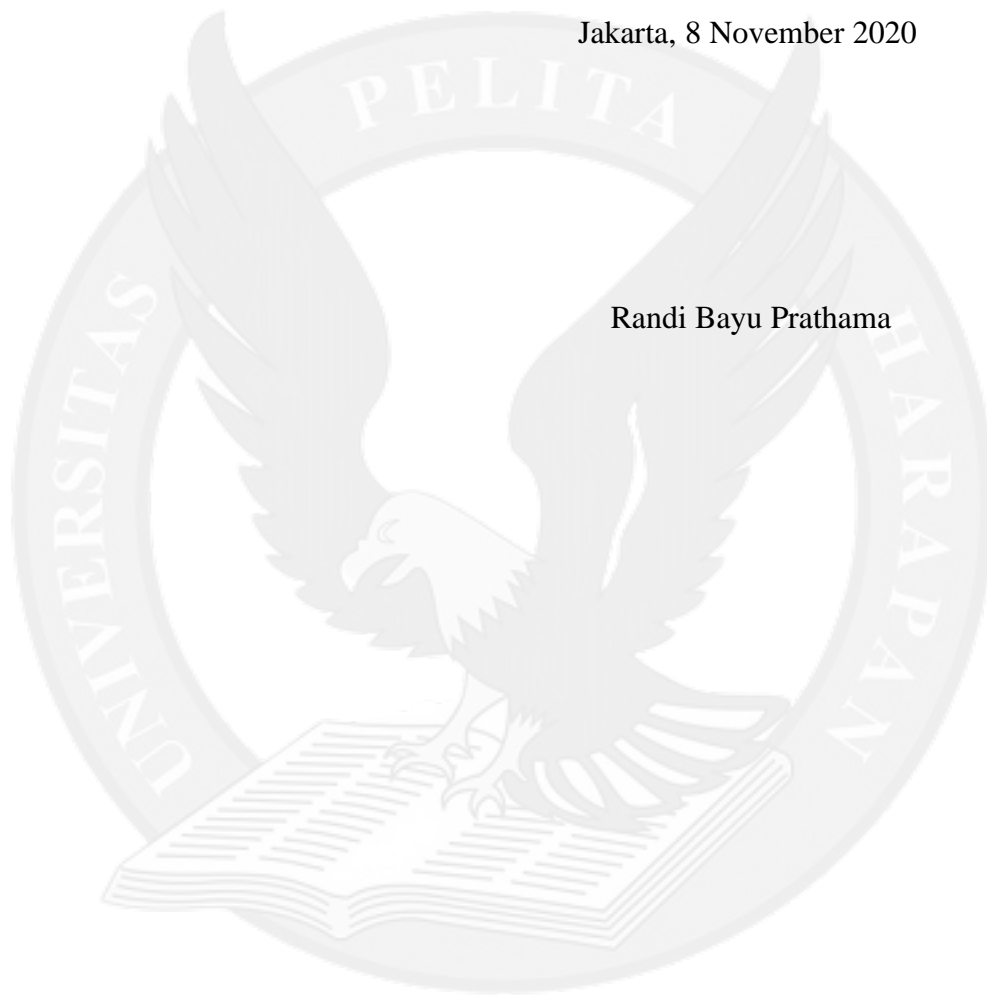 Jakarta, 8 November 2020
PELITA
Randi Bayu Prathama
UNIVERSITAS
HARAPAN